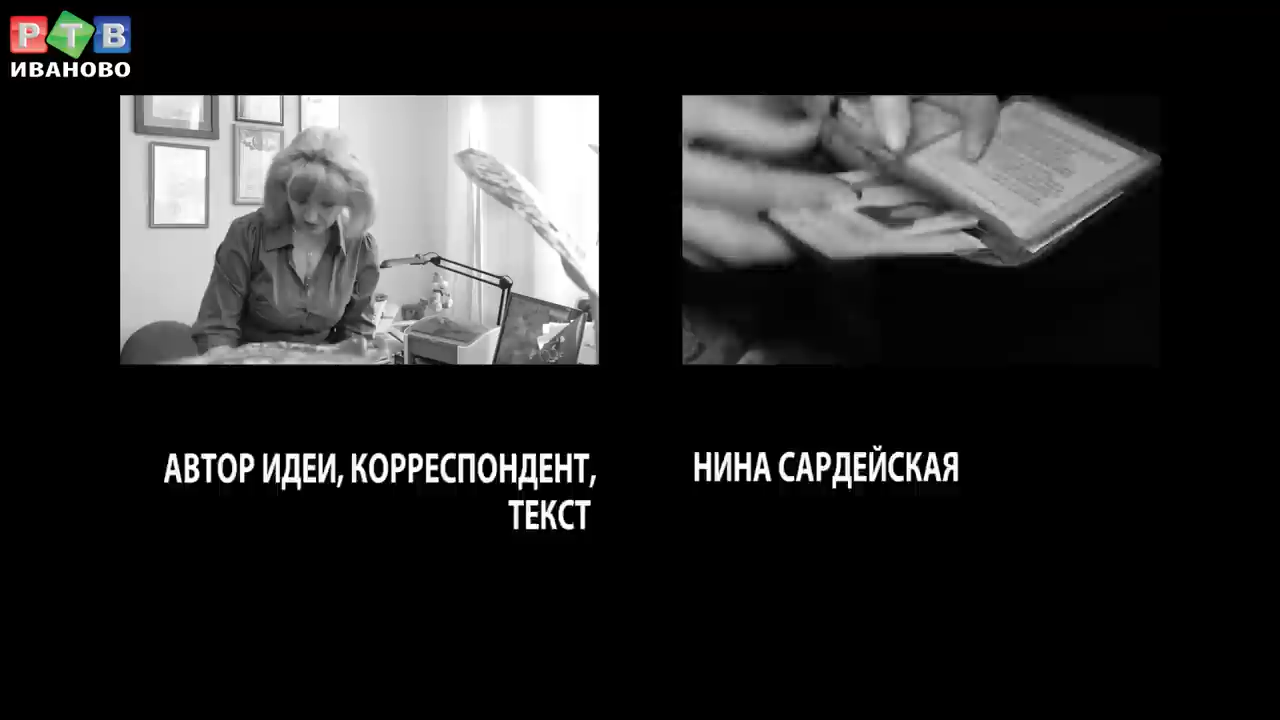 РТВ
ИВАНОВО
АВТОР ИДЕИ, КОРРЕСПОНДЕНТ,
ТЕКСТ
НИНА САРДЕЙСКАЯ